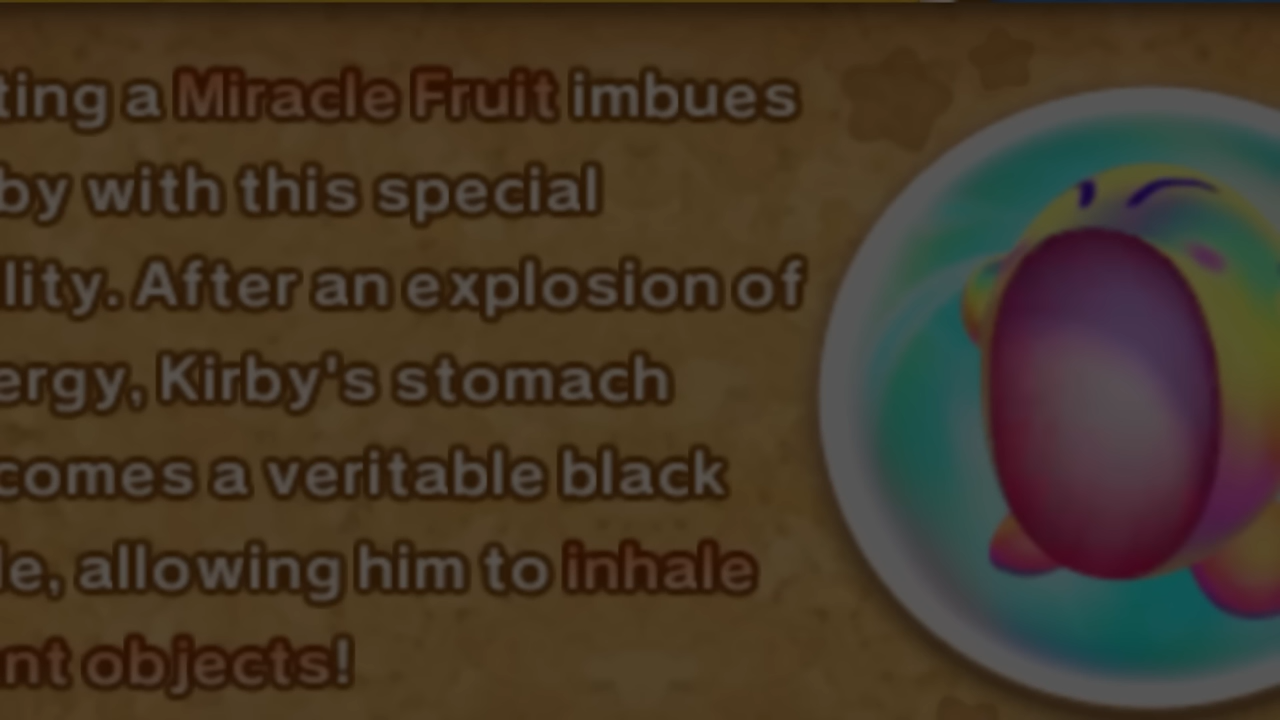 ting a Miracle Fruit imbues
by with this special
lity. After an explosion of
ergy, Kirby's stomach
comes a veritable black
le, allowing him to inhale
nt objects!